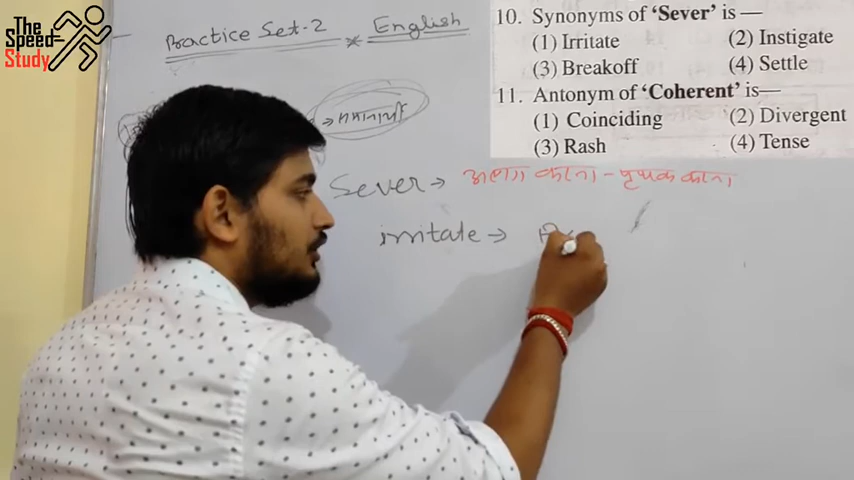 The
Speed
Study
Practice Set-2 × English
→ समानार्थी
Sever → अलग करना - पृथक करना
irritate →
10. Synonyms of ‘Sever’ is —
(1) Irritate (2) Instigate
(3) Breakoff (4) Settle
11. Antonym of ‘Coherent’ is—
(1) Coinciding (2) Divergent
(3) Rash (4) Tense